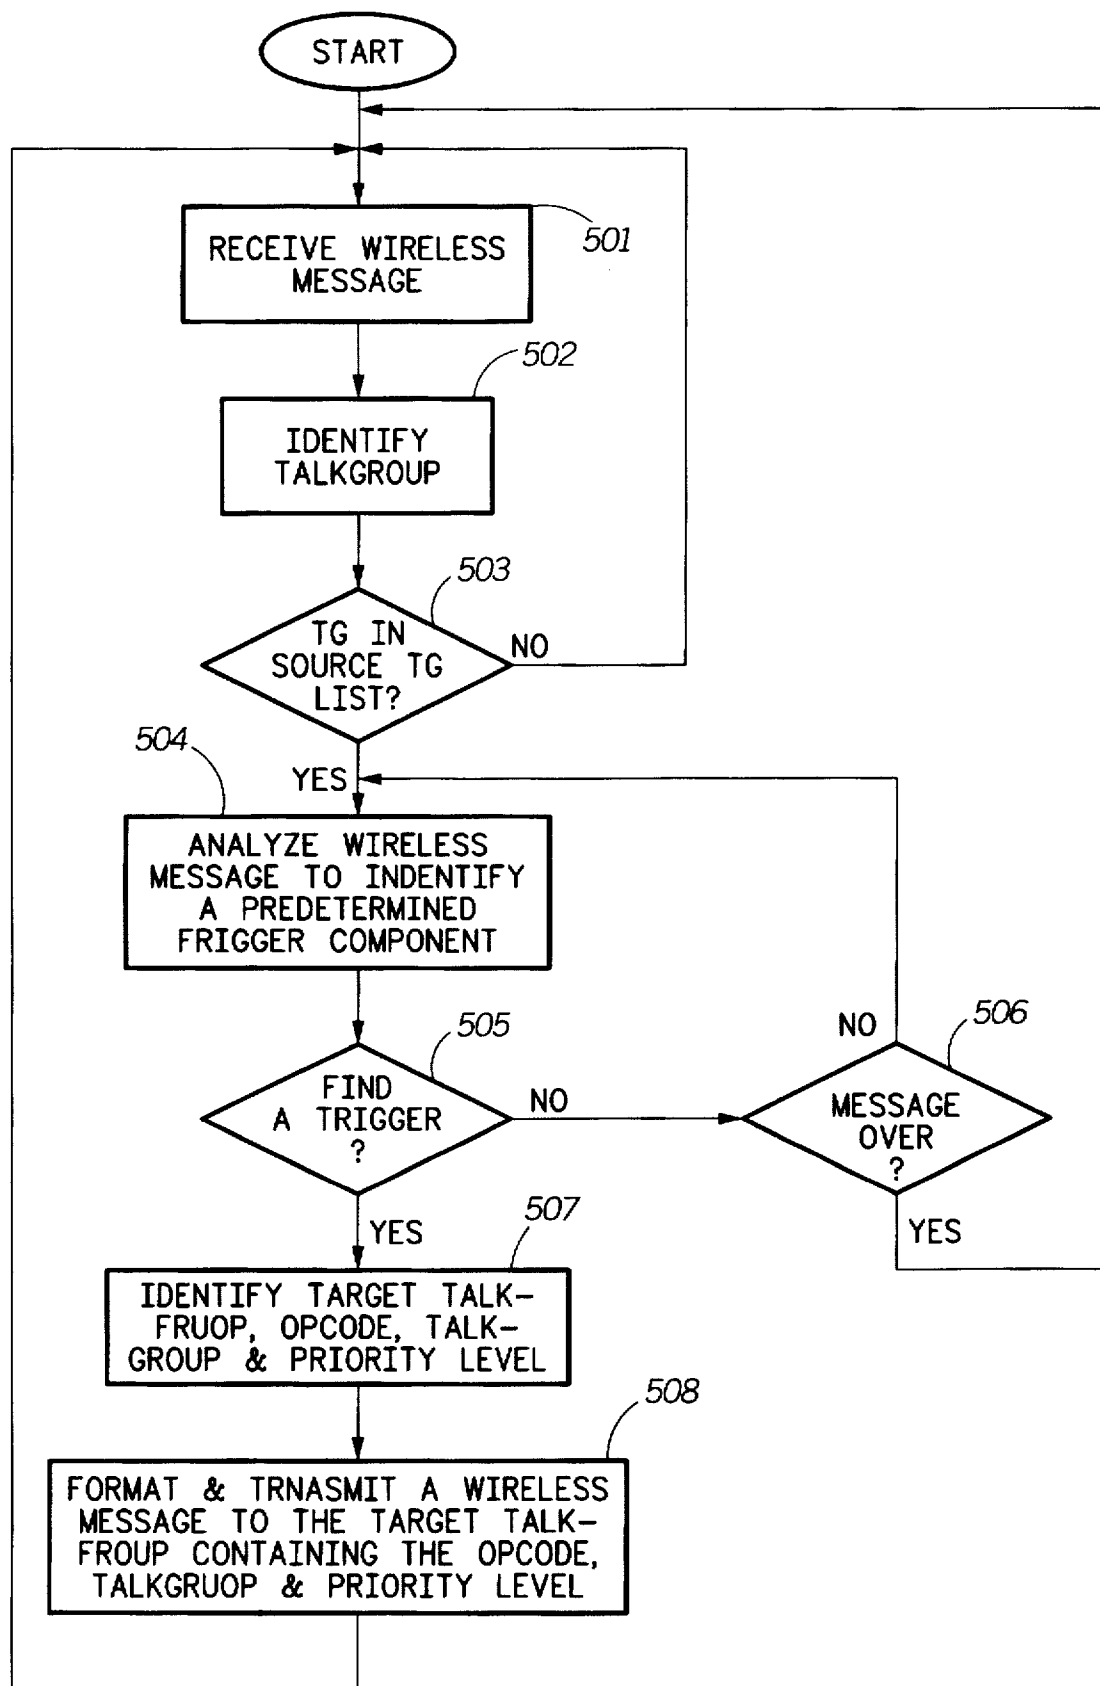 START
RECEIVE WIRELESS
MESSAGE
501
502
IDENTIFY
TALKGROUP
503
TG IN
SOURCE TG
LIST?
NO
504
YES
ANALYZE WIRELESS
MESSAGE TO INDENTIFY
A PREDETERMINED
FRIGGER COMPONENT
505
FIND
A TRIGGER
?
NO
NO
506
MESSAGE
OVER
?
YES
YES
507
IDENTIFY TARGET TALK-
FRUOP, OPCODE, TALK-
GROUP & PRIORITY LEVEL
508
FORMAT & TRNASMIT A WIRELESS
MESSAGE TO THE TARGET TALK-
FROUP CONTAINING THE OPCODE,
TALKGRUOP & PRIORITY LEVEL